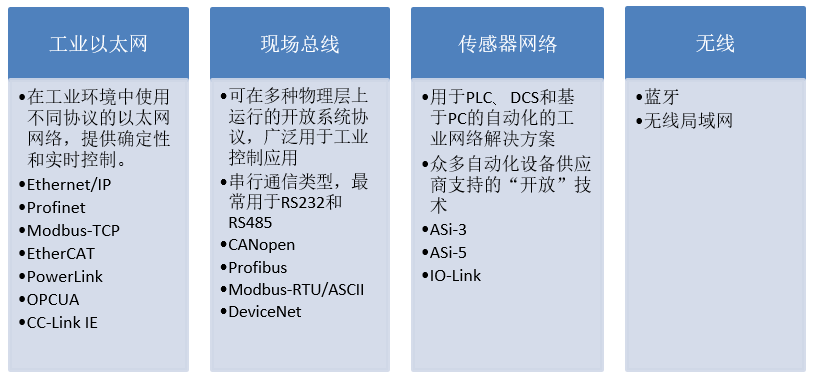 工业以太网
•在工业环境中使用
不同协议的以太网
网络，提供确定性
和实时控制。
•Ethernet/IP
•Profinet
•Modbus-TCP
•EtherCAT
•PowerLink
•OPCUA
•CC-Link IE
现场总线
•可在多种物理层上
运行的开放系统协
议，广泛用于工业
控制应用
•串行通信类型，最
常用于RS232和
RS485
•CANopen
•Profibus
•Modbus-RTU/ASCII
•DeviceNet
传感器网络
•用于PLC、DCS和基
于PC的自动化的工
业网络解决方案
•众多自动化设备供应
商支持的“开放”技
术
•ASi-3
•ASi-5
•IO-Link
无线
•蓝牙
•无线局域网